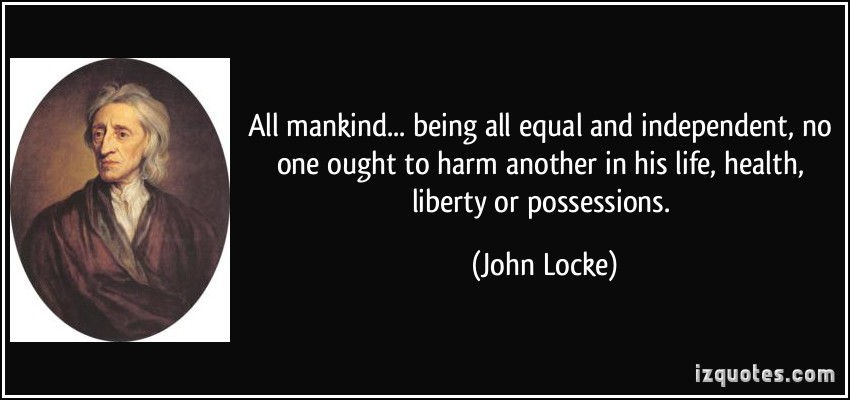 All mankind... being all equal and independent, no
one ought to harm another in his life, health,
liberty or possessions.
(John Locke)
izquotes.com